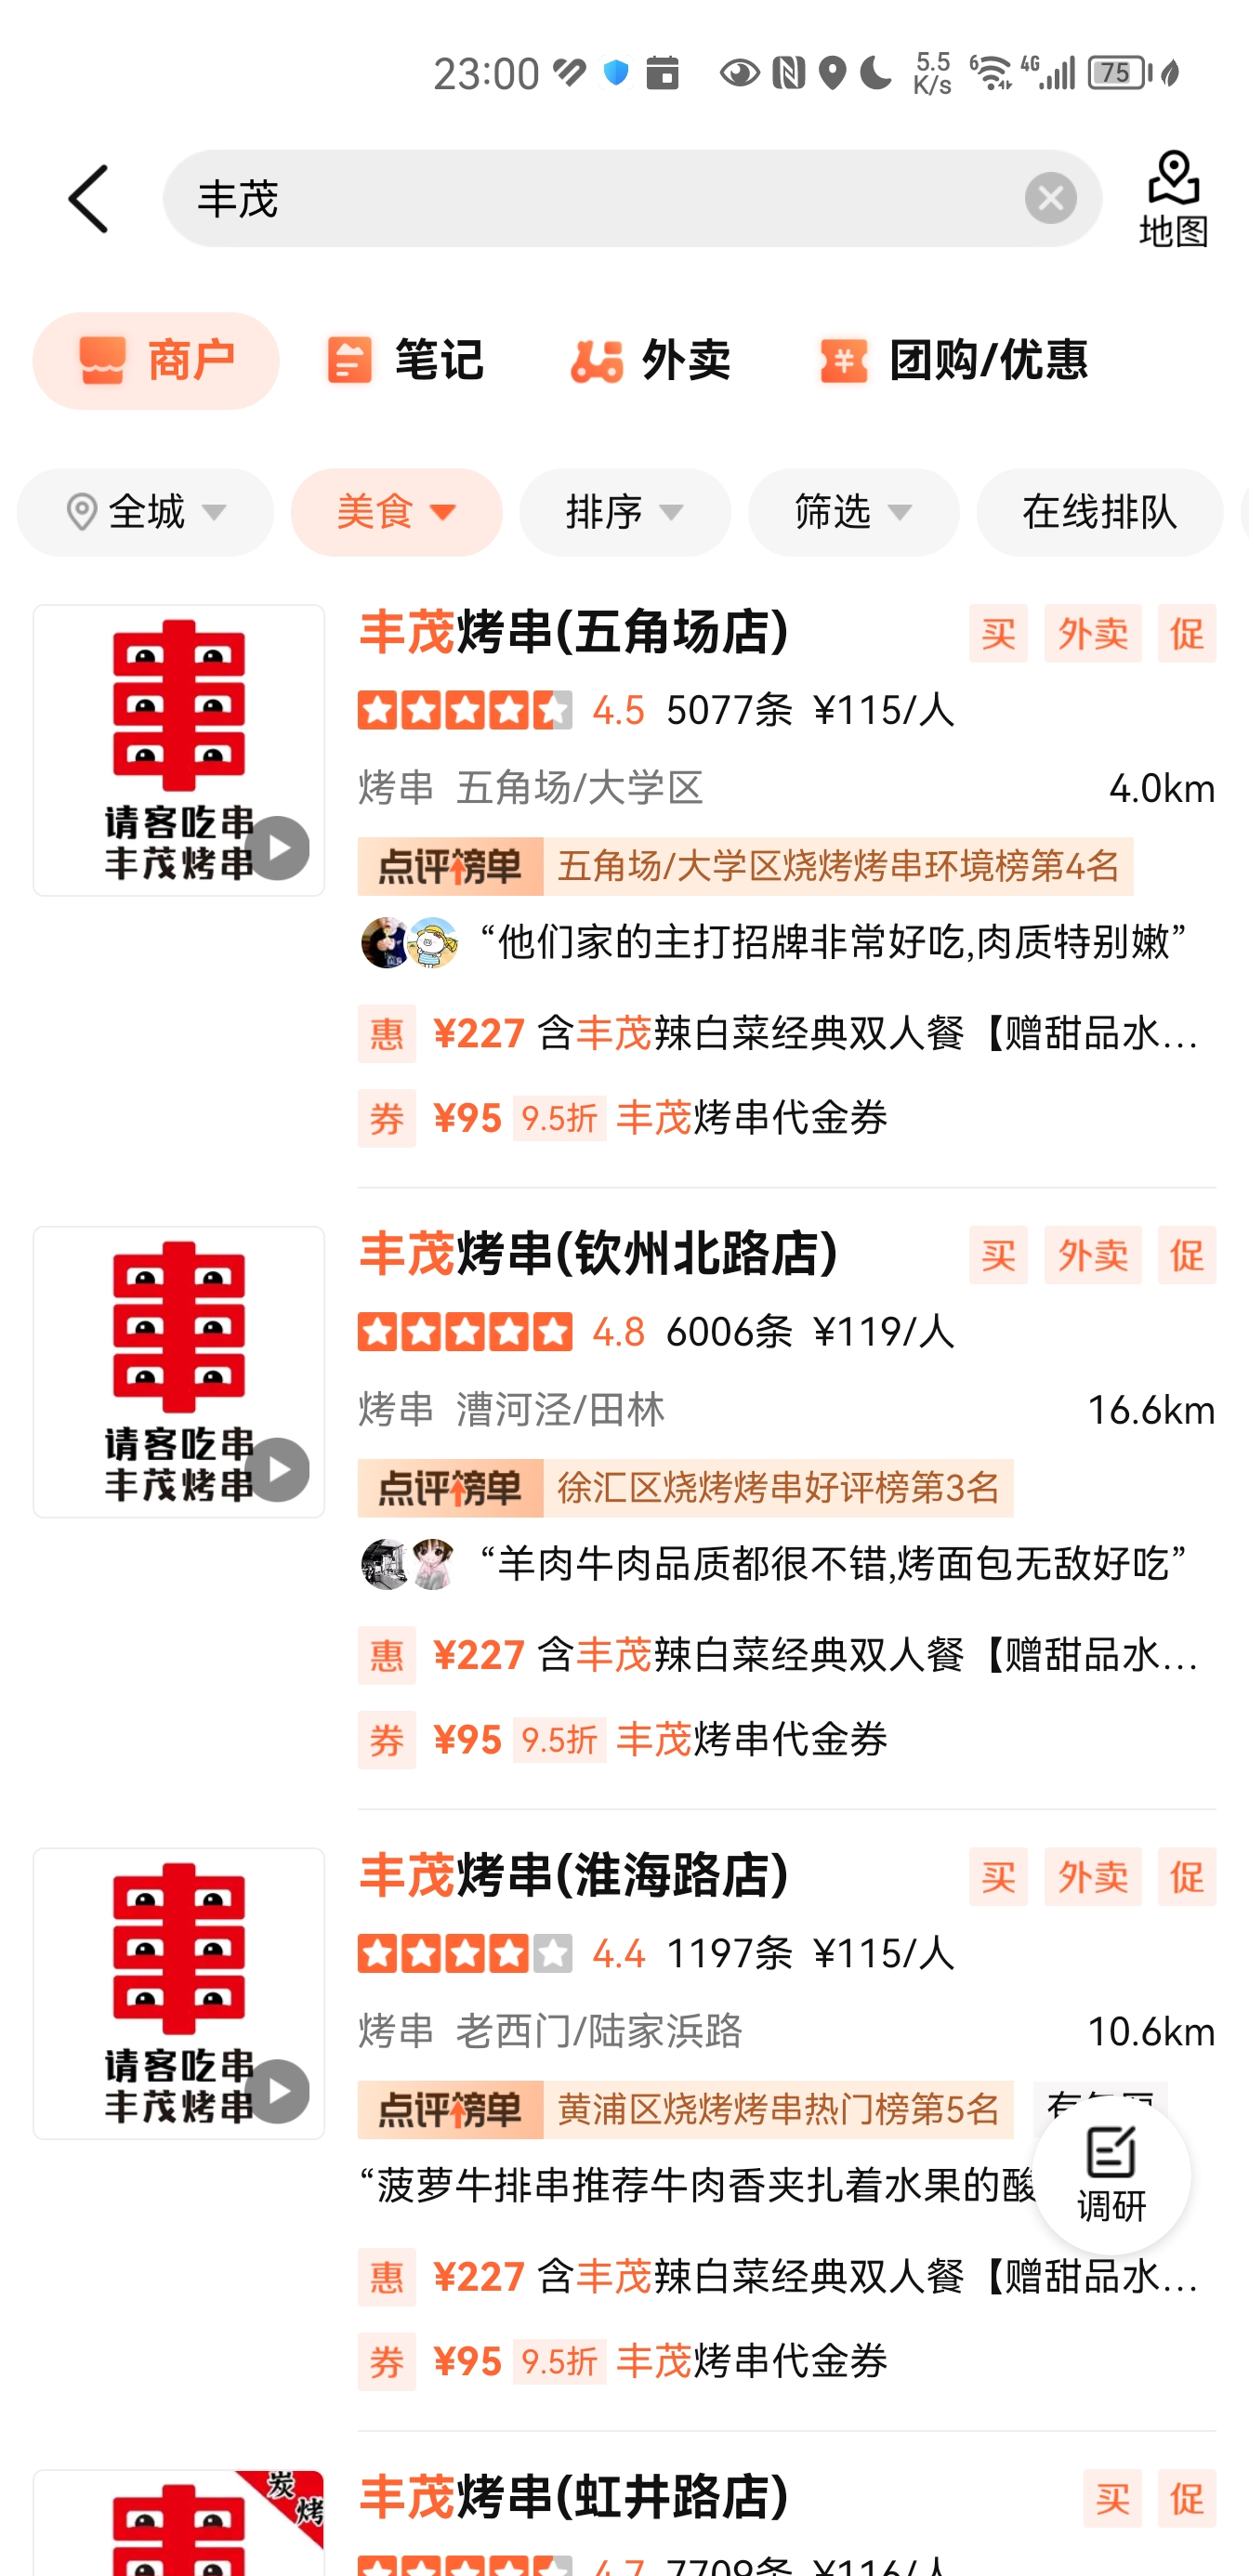 23:00 5.5 K/s 6 4G 75
丰茂
地图
商户 笔记 外卖 团购/优惠
全城 美食 排序 筛选 在线排队
请客吃串
丰茂烤串
丰茂烤串(五角场店) 买 外卖 促
4.5 5077条 ¥115/人
烤串 五角场/大学区 4.0km
点评榜单 五角场/大学区烧烤烤串环境榜第4名
“他们家的主打招牌非常好吃,肉质特别嫩”
惠 ¥227 含丰茂辣白菜经典双人餐【赠甜品水...
券 ¥95 9.5折 丰茂烤串代金券
请客吃串
丰茂烤串
丰茂烤串(钦州北路店) 买 外卖 促
4.8 6006条 ¥119/人
烤串 漕河泾/田林 16.6km
点评榜单 徐汇区烧烤烤串好评榜第3名
“羊肉牛肉品质都很不错,烤面包无敌好吃”
惠 ¥227 含丰茂辣白菜经典双人餐【赠甜品水...
券 ¥95 9.5折 丰茂烤串代金券
请客吃串
丰茂烤串
丰茂烤串(淮海路店) 买 外卖 促
4.4 1197条 ¥115/人
烤串 老西门/陆家浜路 10.6km
点评榜单 黄浦区烧烤烤串热门榜第5名
“菠萝牛排串推荐牛肉香夹扎着水果的酸
调研
惠 ¥227 含丰茂辣白菜经典双人餐【赠甜品水...
券 ¥95 9.5折 丰茂烤串代金券
炭烤
丰茂烤串(虹井路店) 买 促
4.7 7709条 ¥116/人